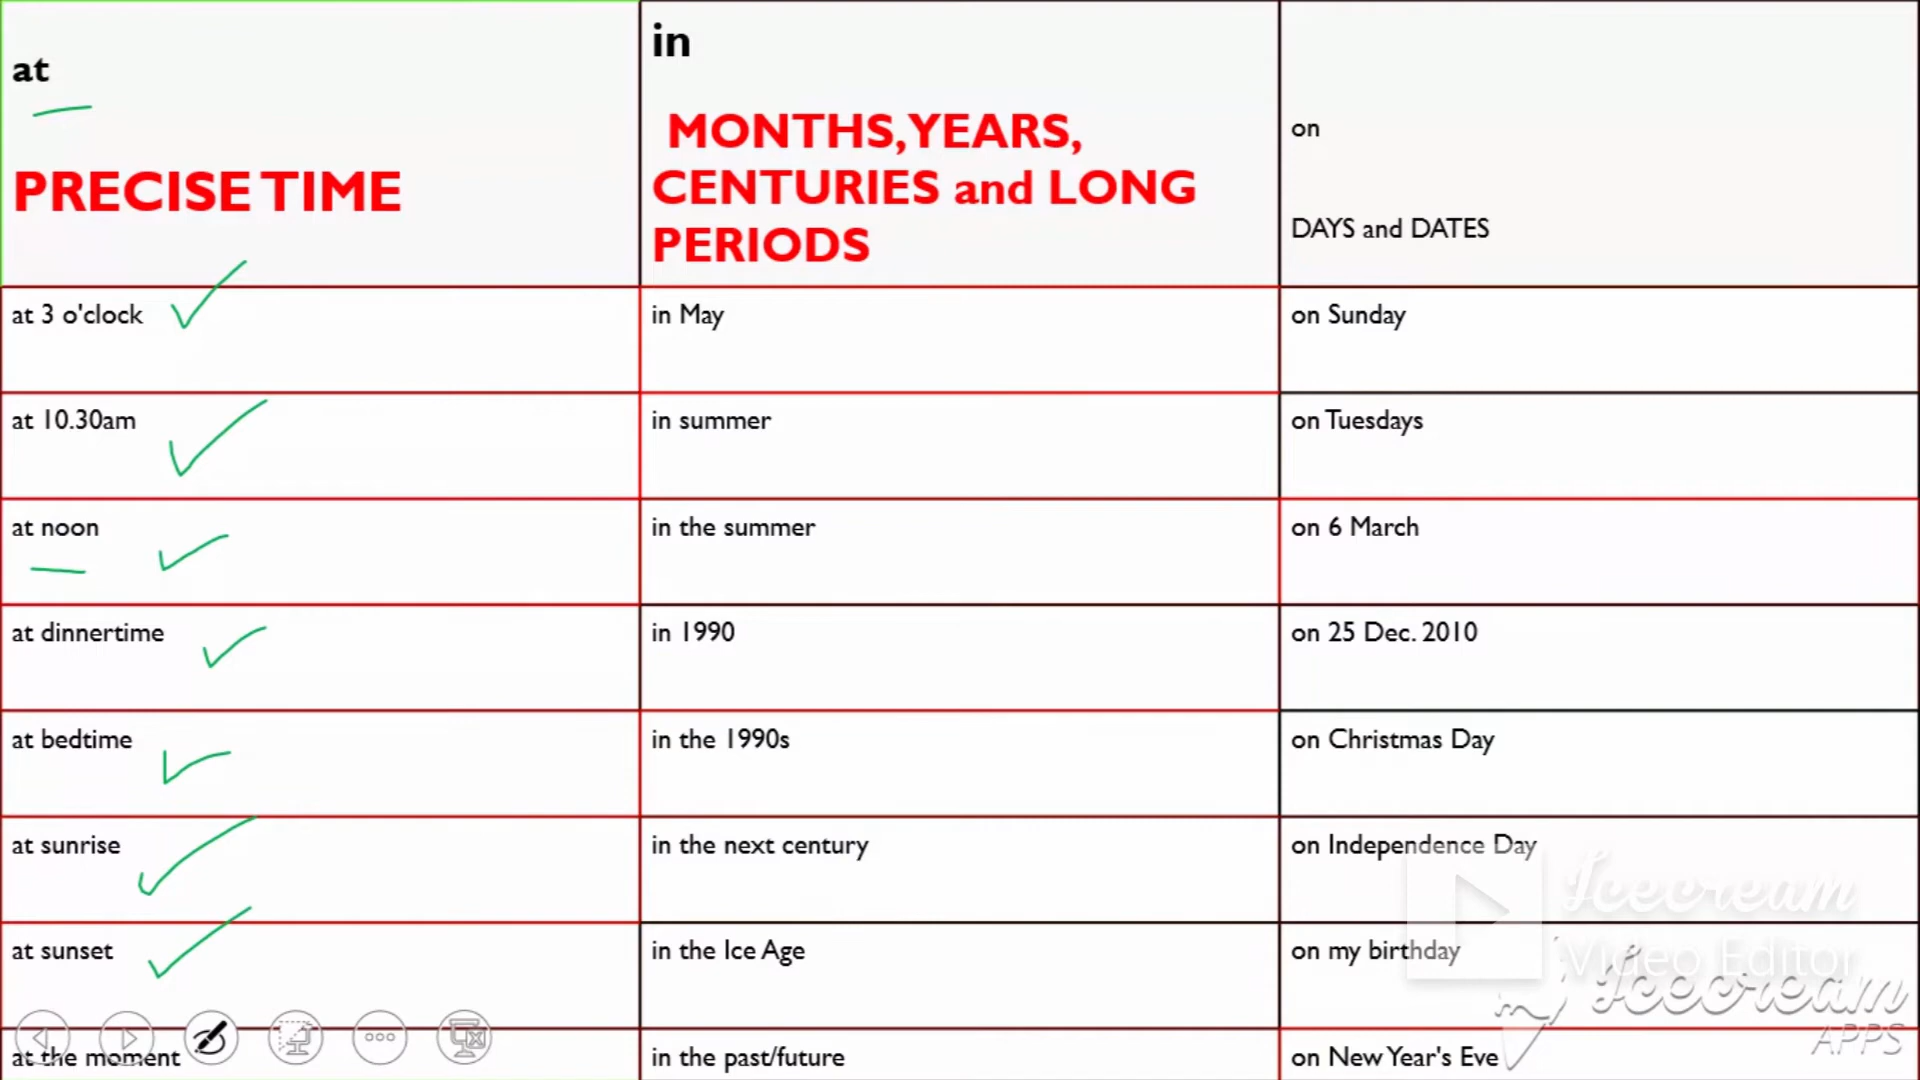 at
PRECISE TIME
in
MONTHS, YEARS,
CENTURIES and LONG
PERIODS
on
DAYS and DATES
at 3 o'clock
in May
on Sunday
at 10.30am
in summer
on Tuesdays
at noon
in the summer
on 6 March
at dinnertime
in 1990
on 25 Dec. 2010
at bedtime
in the 1990s
on Christmas Day
at sunrise
in the next century
on Independence Day
at sunset
in the Ice Age
on my birthday
at the moment
in the past/future
on New Year's Eve
Icecream
Video Editor
Icecream
APPS